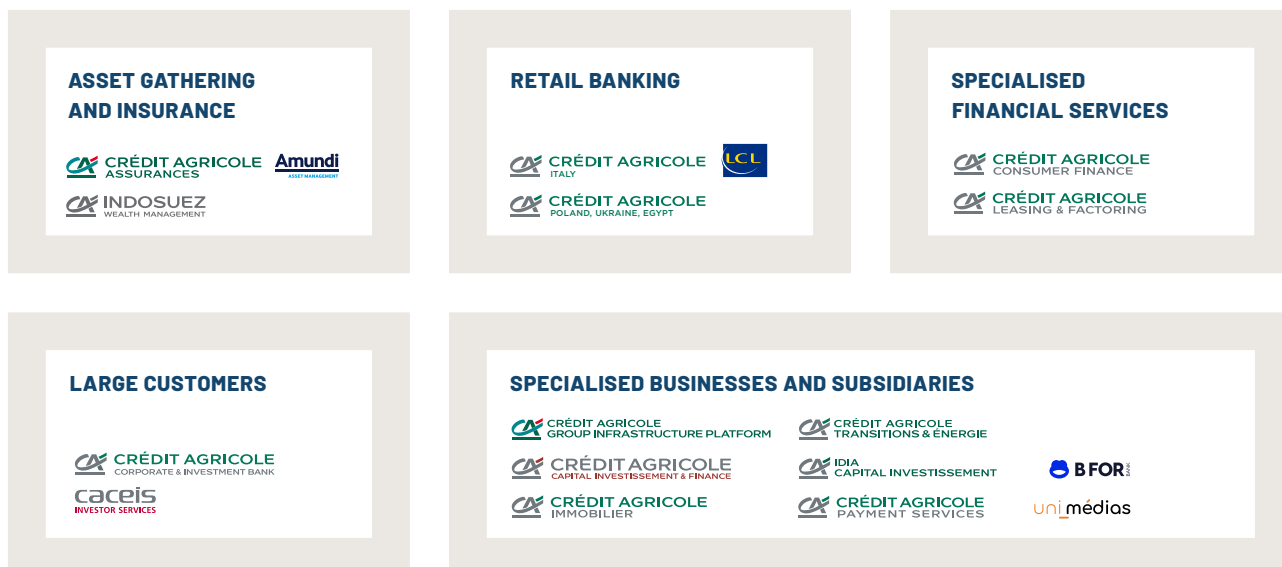 ASSET GATHERING
AND INSURANCE
CRÉDIT AGRICOLE
ASSURANCES
Amundi
ASSET MANAGEMENT
INDOSUEZ
WEALTH MANAGEMENT
RETAIL BANKING
CRÉDIT AGRICOLE
ITALY
LCL
CRÉDIT AGRICOLE
POLAND, UKRAINE, EGYPT
SPECIALISED
FINANCIAL SERVICES
CRÉDIT AGRICOLE
CONSUMER FINANCE
CRÉDIT AGRICOLE
LEASING & FACTORING
LARGE CUSTOMERS
CRÉDIT AGRICOLE
CORPORATE & INVESTMENT BANK
caceis
INVESTOR SERVICES
SPECIALISED BUSINESSES AND SUBSIDIARIES
CRÉDIT AGRICOLE
GROUP INFRASTRUCTURE PLATFORM
CRÉDIT AGRICOLE
TRANSITIONS & ÉNERGIE
CRÉDIT AGRICOLE
CAPITAL INVESTISSEMENT & FINANCE
IDIA
CAPITAL INVESTISSEMENT
BFOR BANK
CRÉDIT AGRICOLE
IMMOBILIER
CRÉDIT AGRICOLE
PAYMENT SERVICES
uni_médias